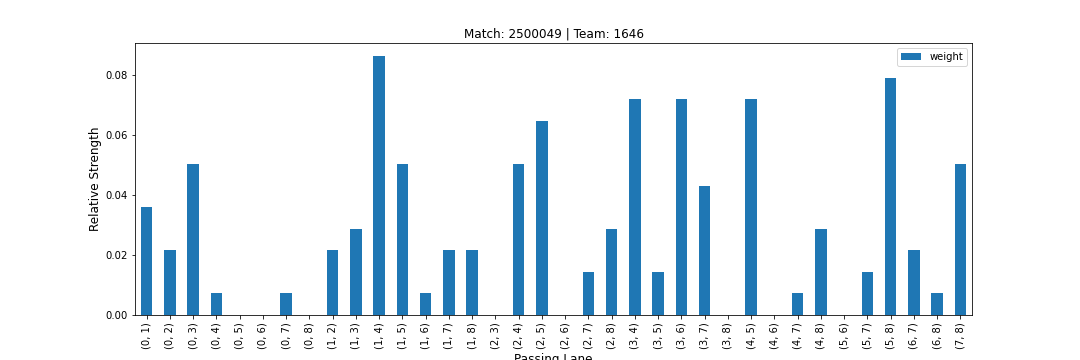 Match: 2500049 | Team: 1646
weight
Relative Strength
0.08
0.06
0.04
0.02
0.00
(0, 1) (0, 2) (0, 3) (0, 4) (0, 5) (0, 6) (0, 7) (0, 8) (1, 2) (1, 3) (1, 4) (1, 5) (1, 6) (1, 7) (1, 8) (2, 3) (2, 4) (2, 5) (2, 6) (2, 7) (2, 8) (3, 4) (3, 5) (3, 6) (3, 7) (3, 8) (4, 5) (4, 6) (4, 7) (4, 8) (5, 6) (5, 7) (5, 8) (6, 7) (6, 8) (7, 8)
Passing Lane